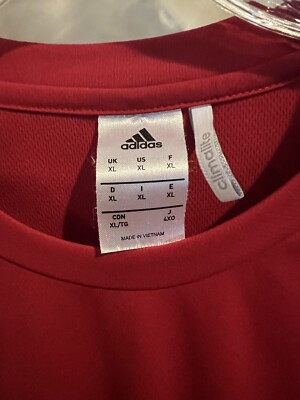 adidas
UK US F
XL XL XL
D I E
XL XL XL
CDN J
XL/TG 4XO
MADE IN VIETNAM
climalite